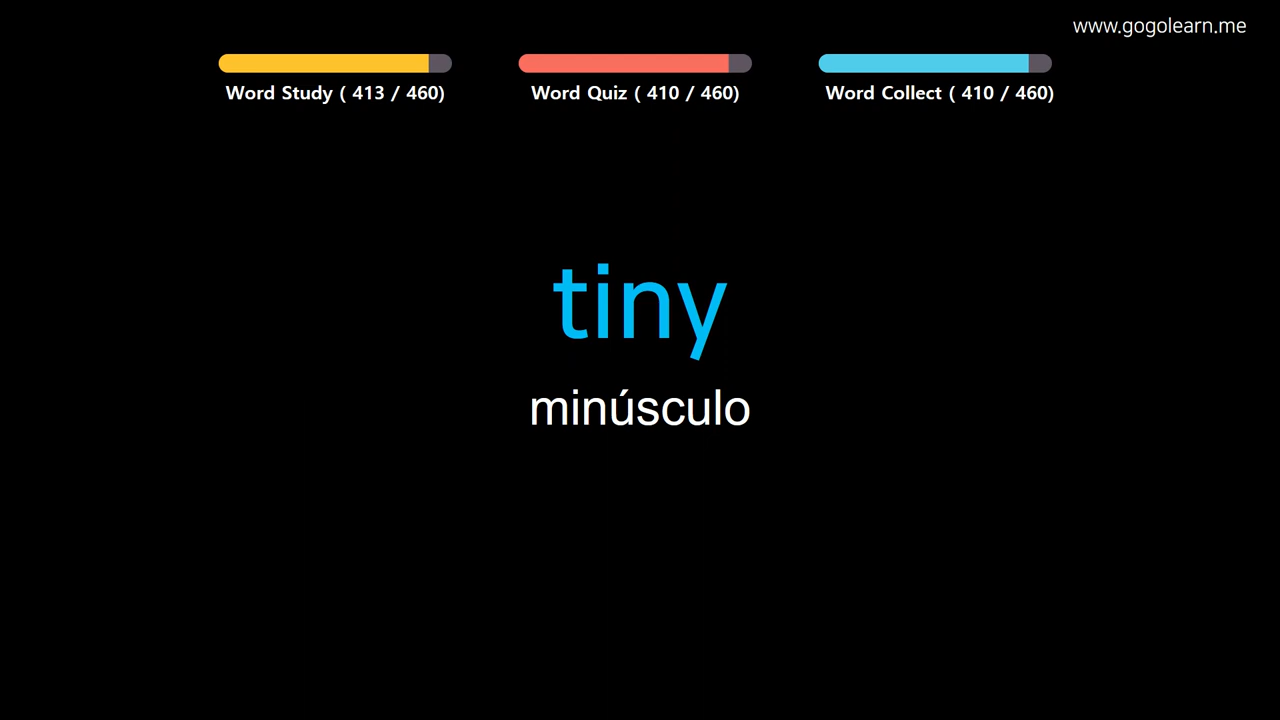 www.gogolearn.me
Word Study ( 413 / 460)
Word Quiz ( 410 / 460)
Word Collect ( 410 / 460)
tiny
minúsculo